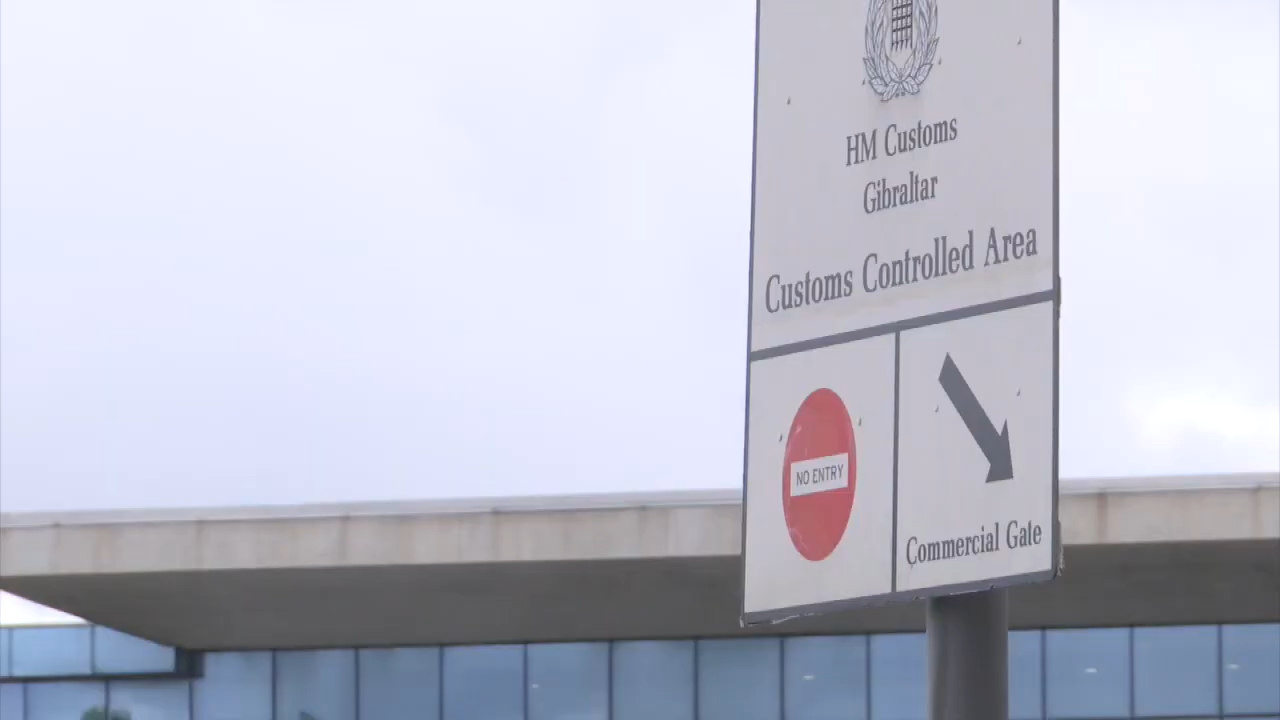 HM Customs
Gibraltar
Customs Controlled Area
NO ENTRY
Commercial Gate